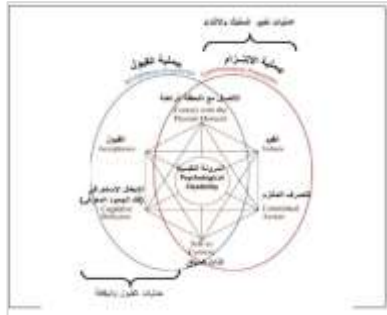 عمليات تغيير السلوك والالتزام
عملية القبول
عملية الالتزام
الاتصال مع اللحظة الراهنة
Contact with the
Present Moment
القبول
Acceptance
القيم
Values
المرونة النفسية
Psychological
Flexibility
التصرف الملتزم
Committed
Action
Cognitive
Defusion
Self as
Context
عمليات القبول واليقظة